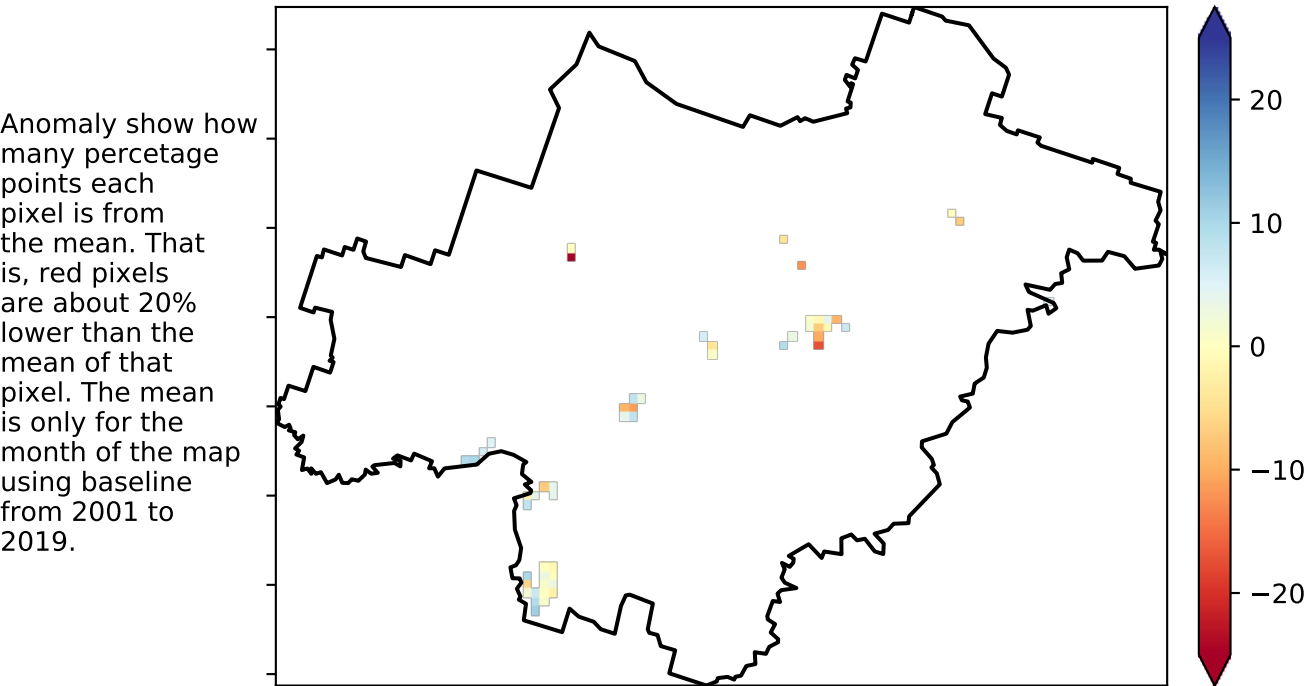 Anomaly show how
many percetage
points each
pixel is from
the mean. That
is, red pixels
are about 20%
lower than the
mean of that
pixel. The mean
is only for the
month of the map
using baseline
from 2001 to
2019.
20
10
0
−10
−20